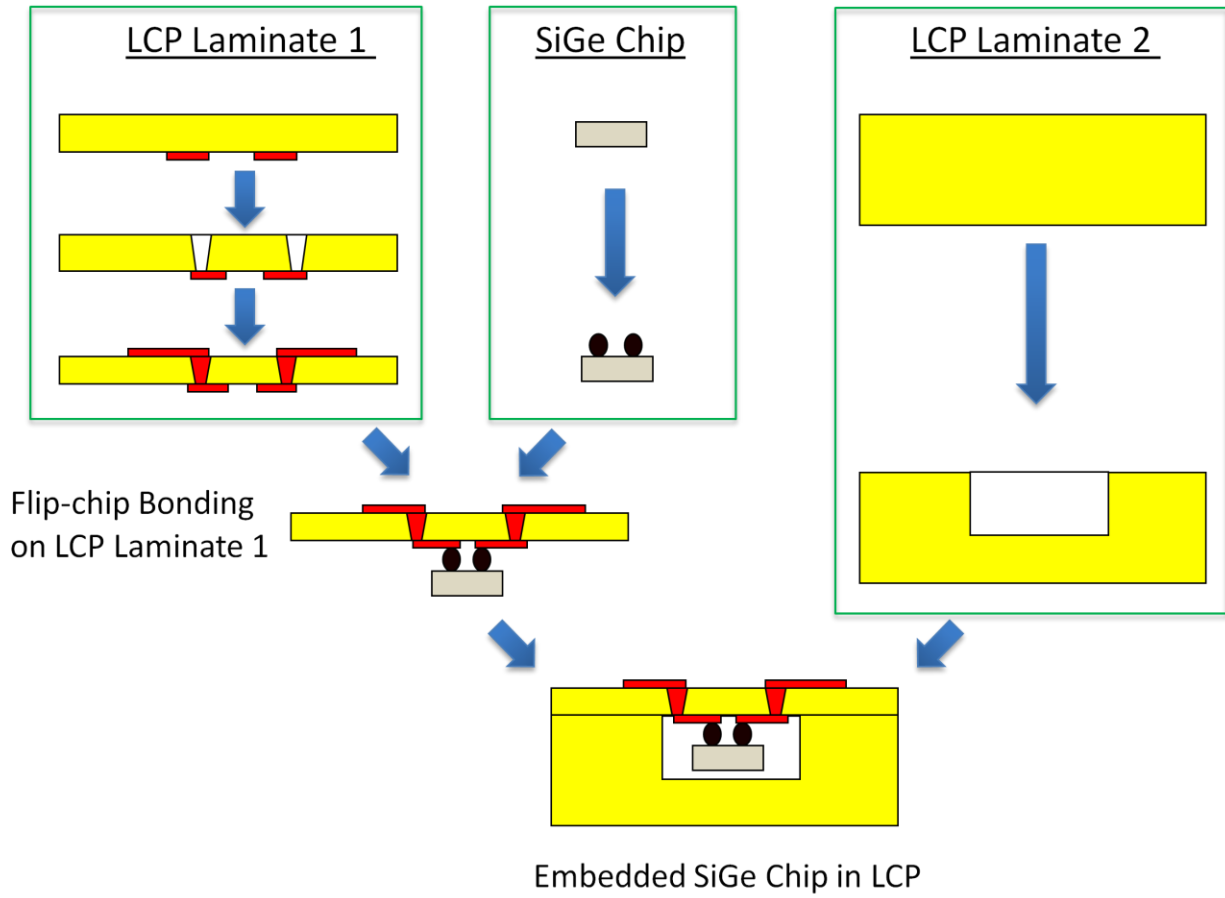 LCP Laminate 1
SiGe Chip
LCP Laminate 2
Flip-chip Bonding
on LCP Laminate 1
Embedded SiGe Chip in LCP